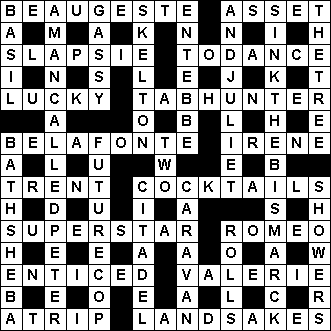 BEAUGESTE ASSET
A M A K N N I H
SLAPSIE TODANCE
I N S L E J K T
LUCKY TABHUNTER
A O B L H E
BELAFONTE IRENE
A L U W E B
TRENT COCKTAILS
H D U I A S H
SUPERSTAR ROMEO
H E E A A O A W
ENTICED VALERIE
B E O E A L C R
ATRIP LANDSAKES